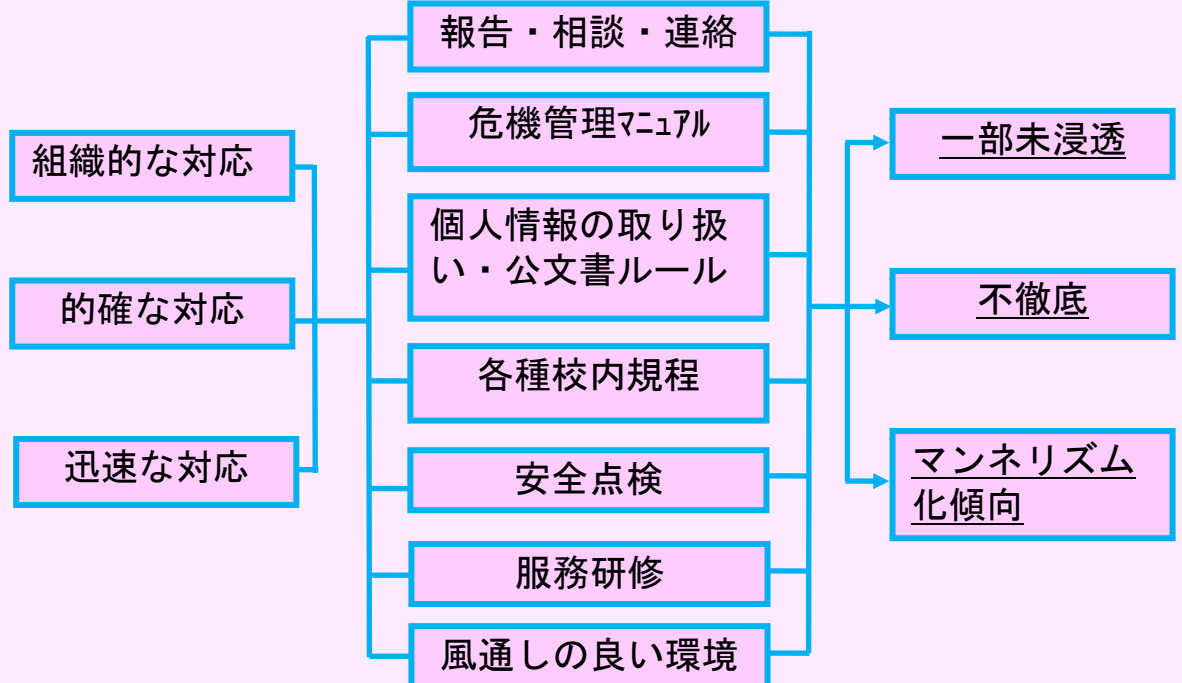 組織的な対応
的確な対応
迅速な対応
報告・相談・連絡
危機管理ﾏﾆｭｱﾙ
個人情報の取り扱
い・公文書ルール
各種校内規程
安全点検
服務研修
風通しの良い環境
一部未浸透
不徹底
マンネリズム
化傾向